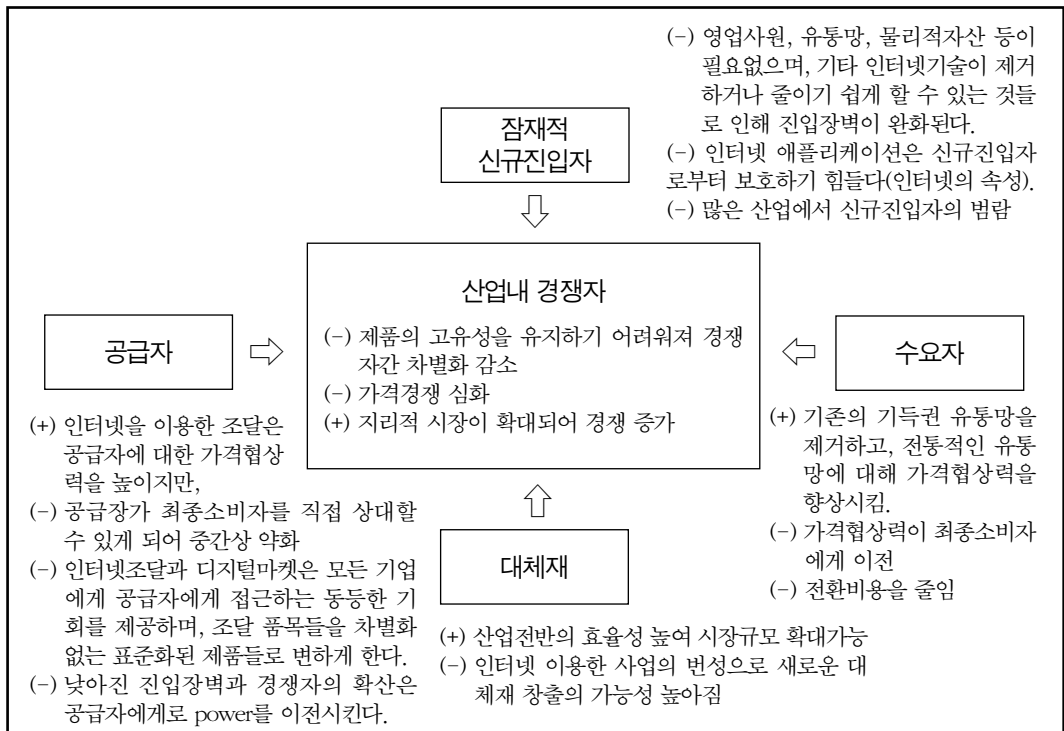 (-) 영업사원, 유통망, 물리적자산 등이
필요없으며, 기타 인터넷기술이 제거
하거나 줄이기 쉽게 할 수 있는 것들
로 인해 진입장벽이 완화된다.
(-) 인터넷 애플리케이션은 신규진입자
로부터 보호하기 힘들다(인터넷의 속성).
(-) 많은 산업에서 신규진입자의 범람
잠재적
신규진입자
산업내 경쟁자
(-) 제품의 고유성을 유지하기 어려워져 경쟁
자간 차별화 감소
(-) 가격경쟁 심화
(+) 지리적 시장이 확대되어 경쟁 증가
공급자
(+) 인터넷을 이용한 조달은
공급자에 대한 가격협상
력을 높이지만,
(-) 공급장가 최종소비자를 직접 상대할
수 있게 되어 중간상 약화
(-) 인터넷조달과 디지털마켓은 모든 기업
에게 공급자에게 접근하는 동등한 기
회를 제공하며, 조달 품목들을 차별화
없는 표준화된 제품들로 변하게 한다.
(-) 낮아진 진입장벽과 경쟁자의 확산은
공급자에게로 power를 이전시킨다.
수요자
(+) 기존의 기득권 유통망을
제거하고, 전통적인 유통
망에 대해 가격협상력을
향상시킴.
(-) 가격협상력이 최종소비자
에게 이전
(-) 전환비용을 줄임
대체재
(+) 산업전반의 효율성 높여 시장규모 확대가능
(-) 인터넷 이용한 사업의 번성으로 새로운 대
체재 창출의 가능성 높아짐